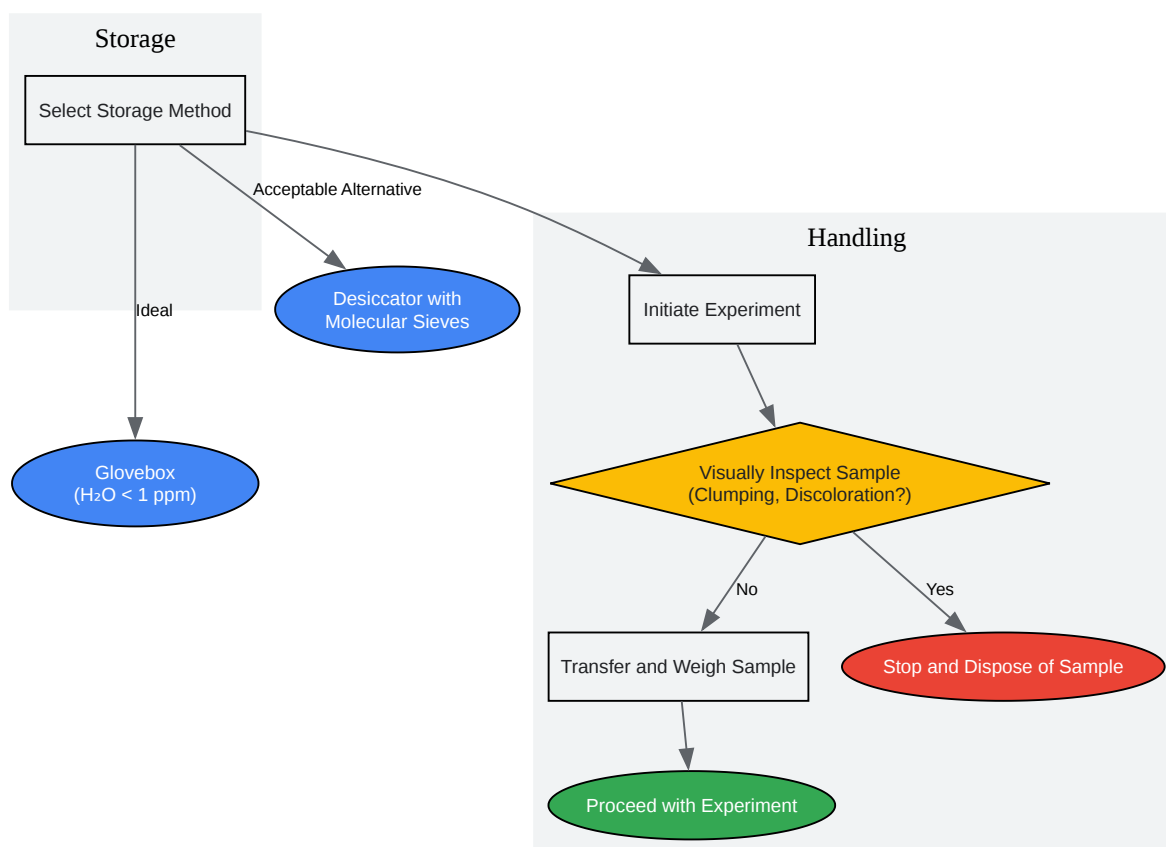 Storage
Select Storage Method
Acceptable Alternative
Ideal
Desiccator with
Molecular Sieves
Glovebox
(H₂O < 1 ppm)
Handling
Initiate Experiment
Visually Inspect Sample
(Clumping, Discoloration?)
No
Yes
Transfer and Weigh Sample
Stop and Dispose of Sample
Proceed with Experiment